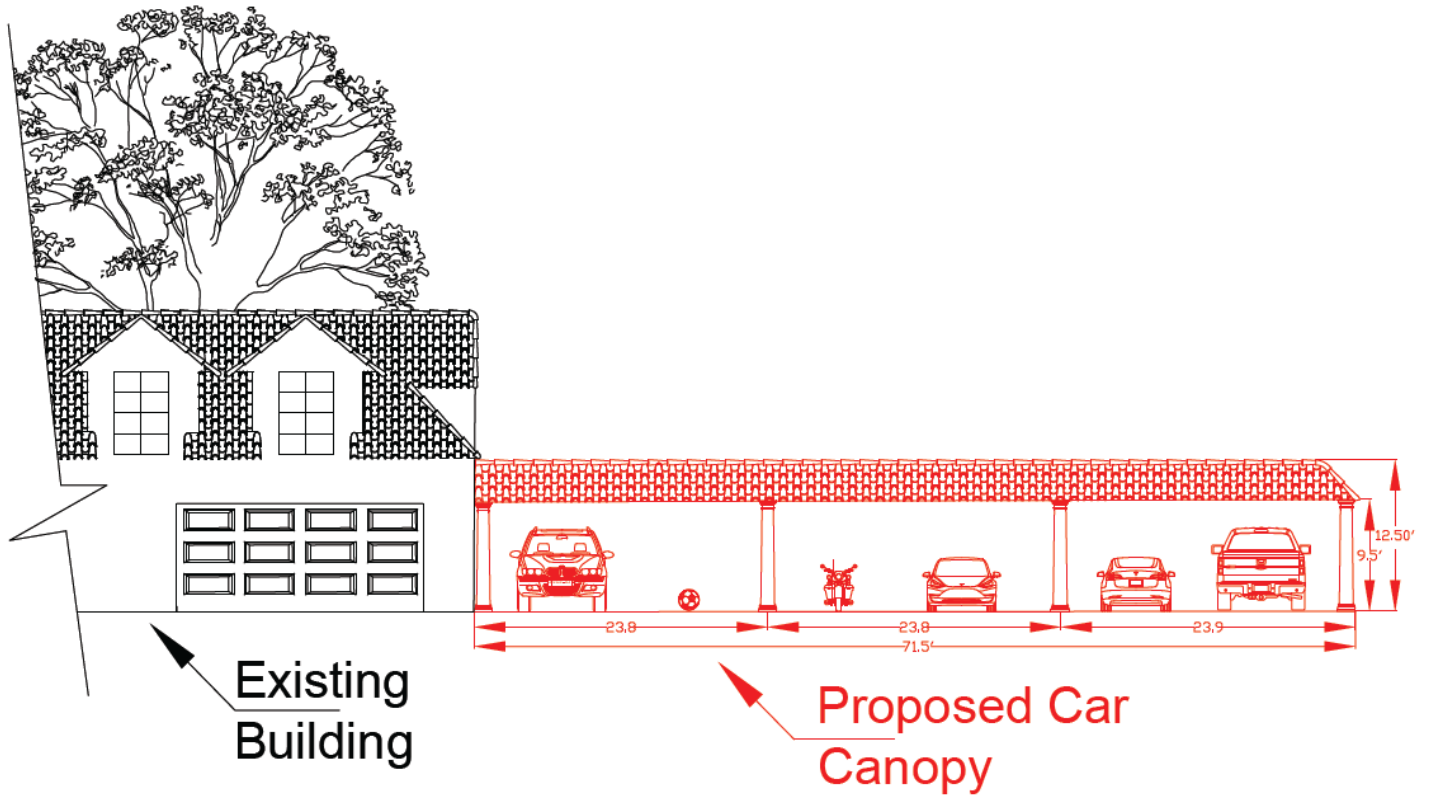 12.50'
9.5'
23.8
23.8
23.9
71.5'
Existing
Building
Proposed Car
Canopy